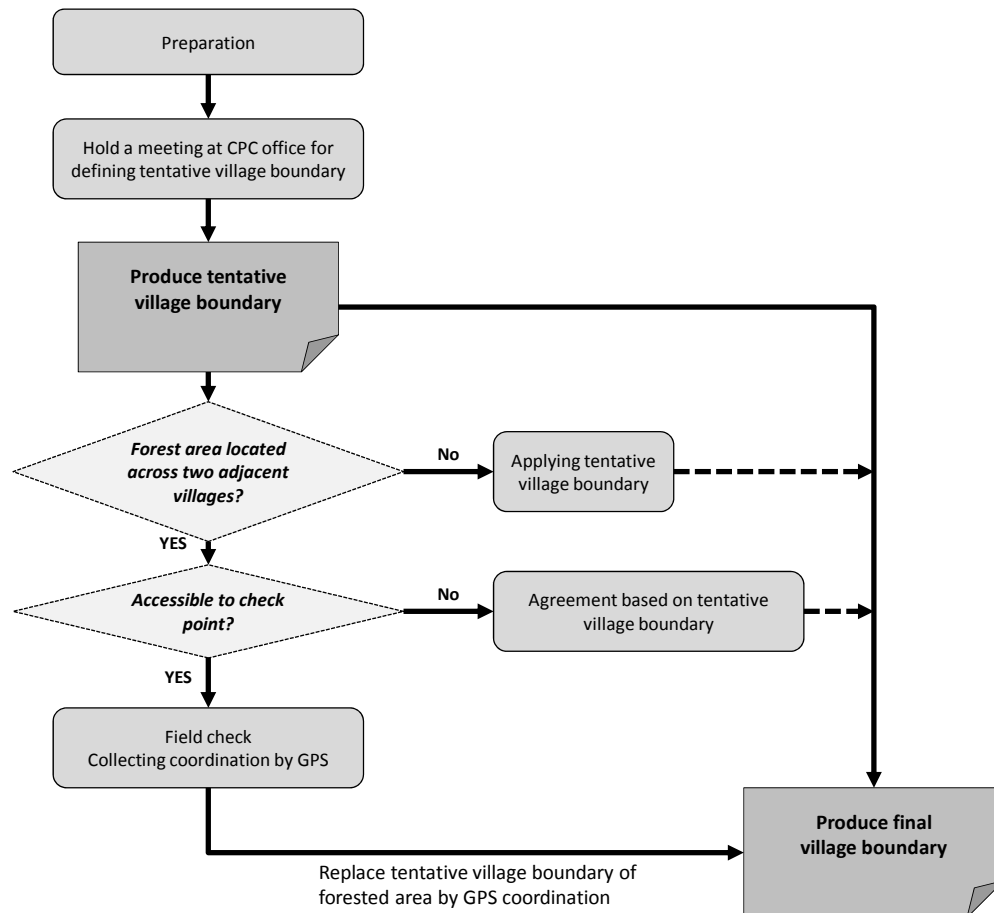 Preparation
Hold a meeting at CPC office for
defining tentative village boundary
Produce tentative
village boundary
Forest area located
across two adjacent
villages?
No
Applying tentative
village boundary
YES
Accessible to check
point?
No
Agreement based on tentative
village boundary
YES
Field check
Collecting coordination by GPS
Produce final
village boundary
Replace tentative village boundary of
forested area by GPS coordination